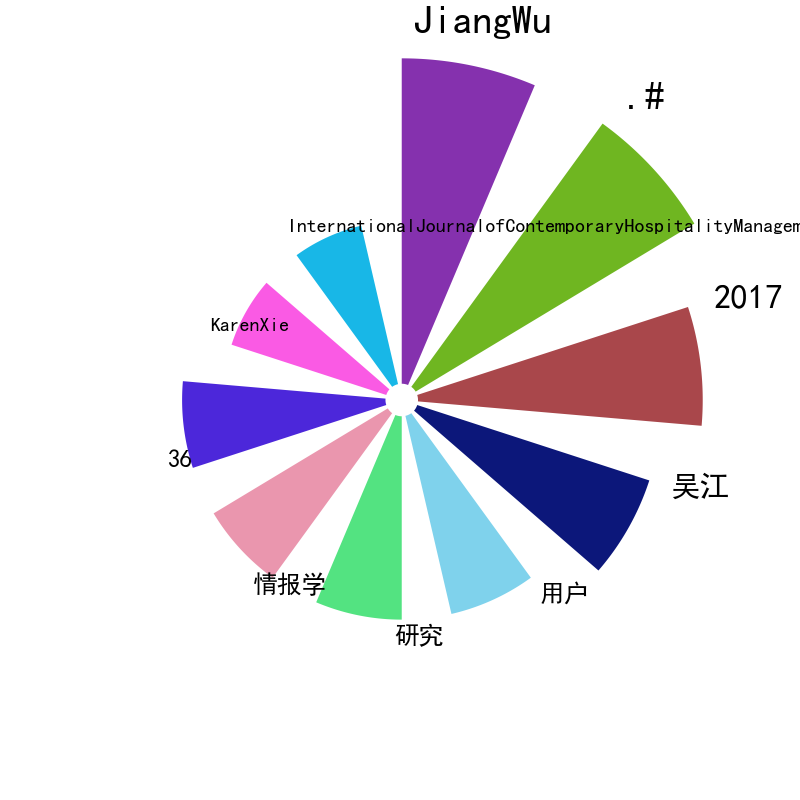 JiangWu
.#
InternationalJournalofContemporaryHospitalityManagem
2017
KarenXie
36
吴江
情报学
用户
研究